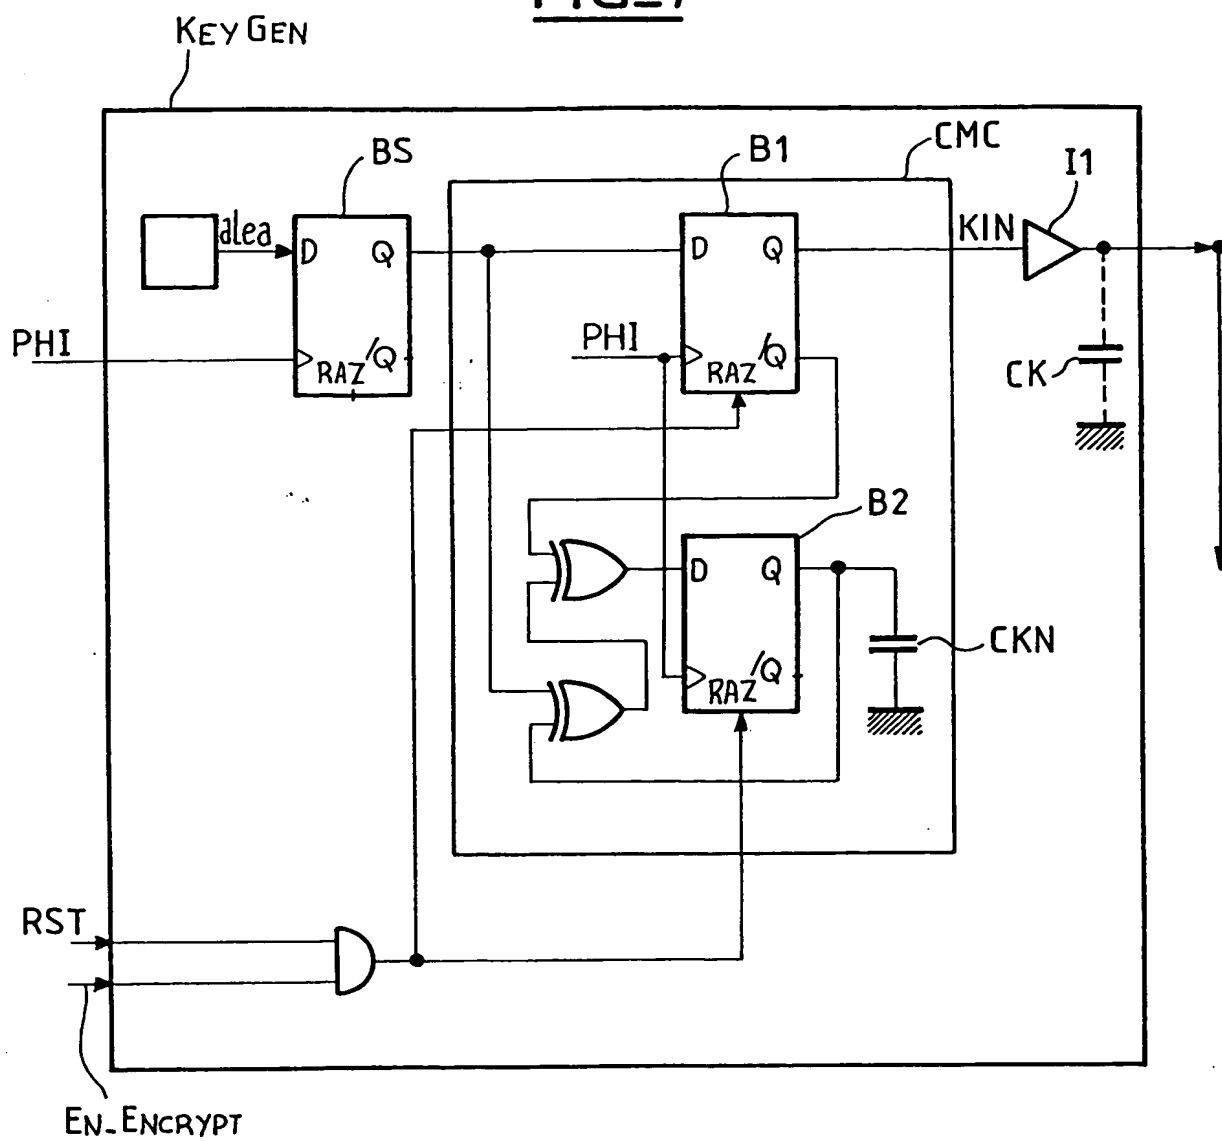 KEY GEN
BS
B1
CMC
I1
alea
D
Q
D
Q
KIN
PHI
PHI
RAZ
/Q
RAZ
/Q
CK
B2
D
Q
CKN
RAZ
/Q
RST
EN_ENCRYPT